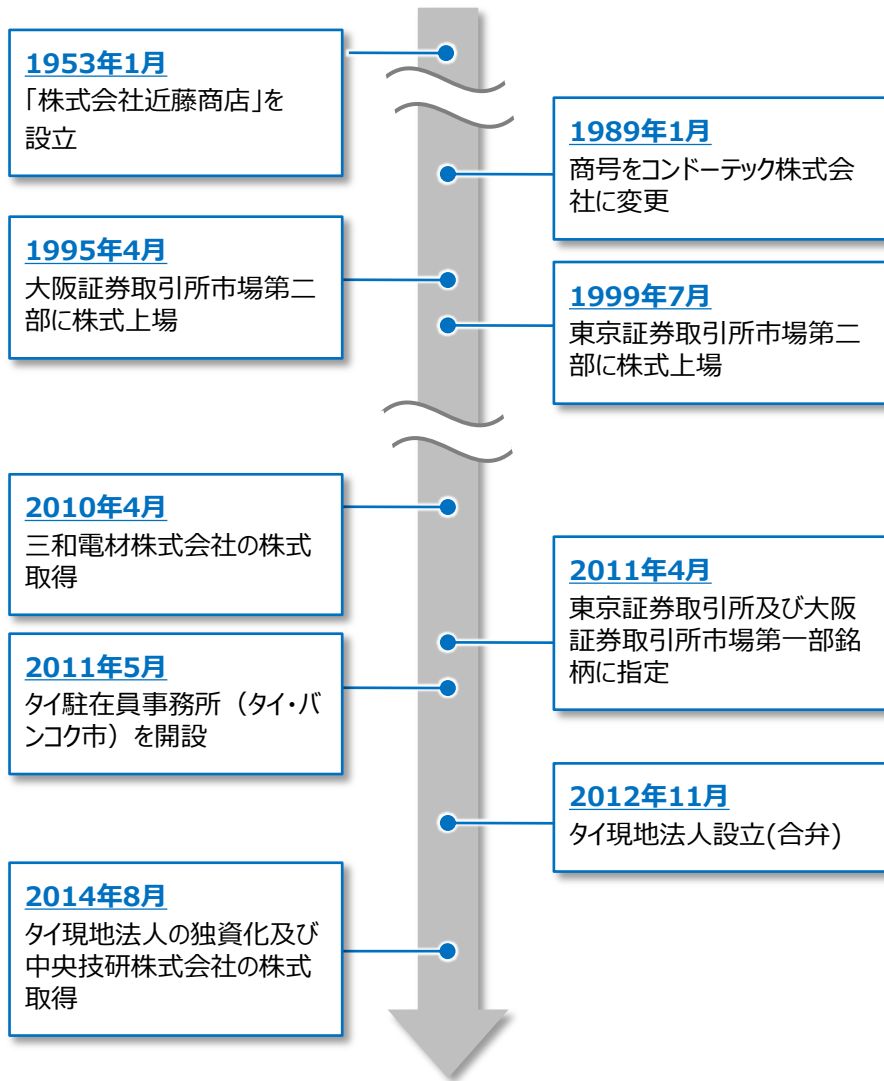 1953年1月
「株式会社近藤商店」を
設立
1989年1月
商号をコンドーテック株式会
社に変更
1995年4月
大阪証券取引所市場第二
部に株式上場
1999年7月
東京証券取引所市場第二
部に株式上場
2010年4月
三和電材株式会社の株式
取得
2011年4月
東京証券取引所及び大阪
証券取引所市場第一部銘
柄に指定
2011年5月
タイ駐在員事務所（タイ・バ
ンコク市）を開設
2012年11月
タイ現地法人設立(合弁)
2014年8月
タイ現地法人の独資化及び
中央技研株式会社の株式
取得